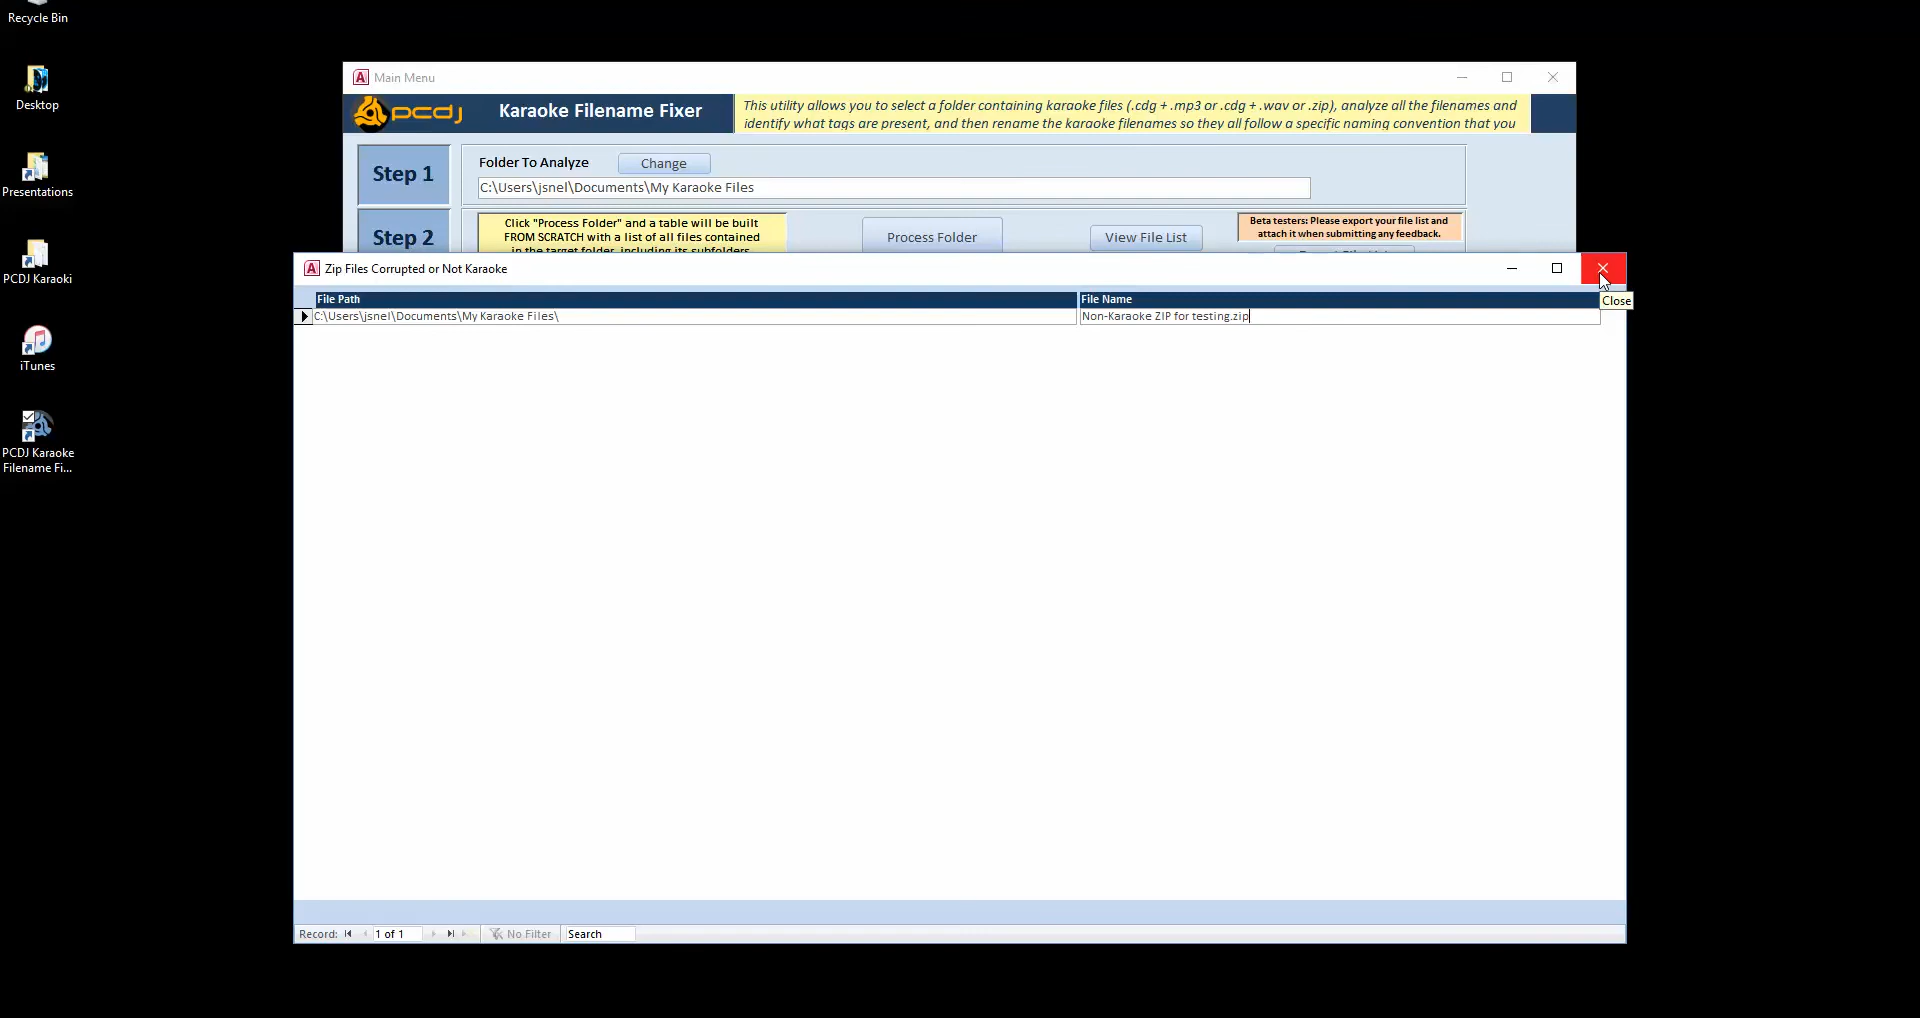 Recycle Bin
Desktop
Presentations
PCDJ Karaoki
iTunes
PCDJ Karaoke
Filename Fi...
Main Menu
pcdj
Karaoke Filename Fixer
This utility allows you to select a folder containing karaoke files (.cdg + .mp3 or .cdg + .wav or .zip), analyze all the filenames and
identify what tags are present, and then rename the karaoke filenames so they all follow a specific naming convention that you
Step 1
Folder To Analyze
Change
C:\Users\jsnel\Documents\My Karaoke Files
Step 2
Click "Process Folder" and a table will be built
FROM SCRATCH with a list of all files contained
in the target folder, including its subfolders
Process Folder
View File List
Beta testers: Please export your file list and
attach it when submitting any feedback.
Zip Files Corrupted or Not Karaoke
Close
File Path
File Name
C:\Users\jsnel\Documents\My Karaoke Files\
Non-Karaoke ZIP for testing.zip
Record:
1 of 1
No Filter
Search